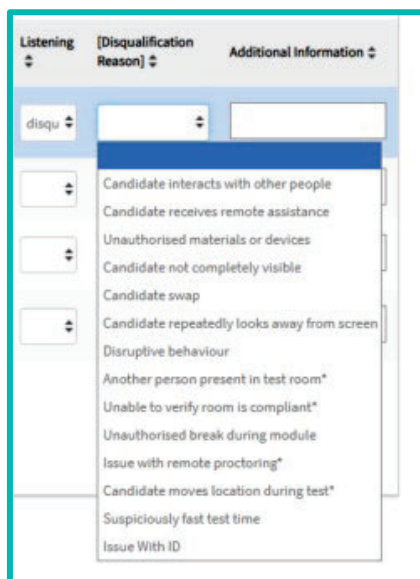 Listening
[Disqualification
Reason]
Additional Information
disqu
Candidate interacts with other people
Candidate receives remote assistance
Unauthorised materials or devices
Candidate not completely visible
Candidate swap
Candidate repeatedly looks away from screen
Disruptive behaviour
Another person present in test room*
Unable to verify room is compliant*
Unauthorised break during module
Issue with remote proctoring*
Candidate moves location during test*
Suspiciously fast test time
Issue With ID